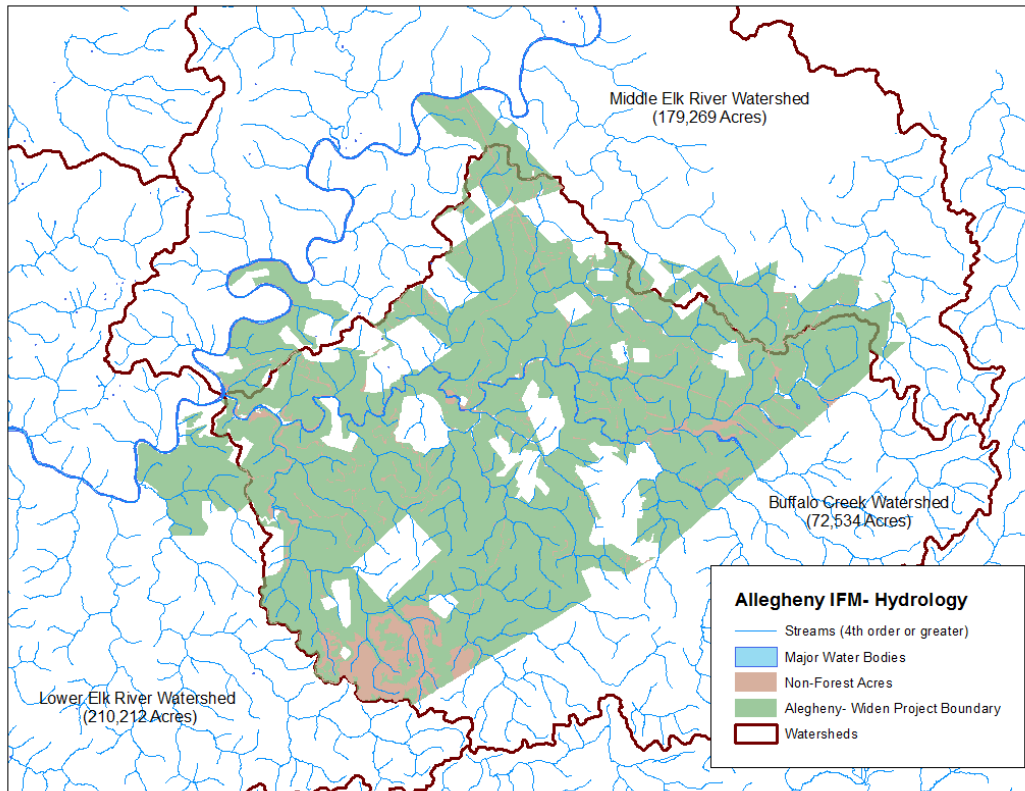 Middle Elk River Watershed
(179,269 Acres)
Buffalo Creek Watershed
(72,534 Acres)
Lower Elk River Watershed
(210,212 Acres)
Allegheny IFM- Hydrology
Streams (4th order or greater)
Major Water Bodies
Non-Forest Acres
Alegheny- Widen Project Boundary
Watersheds